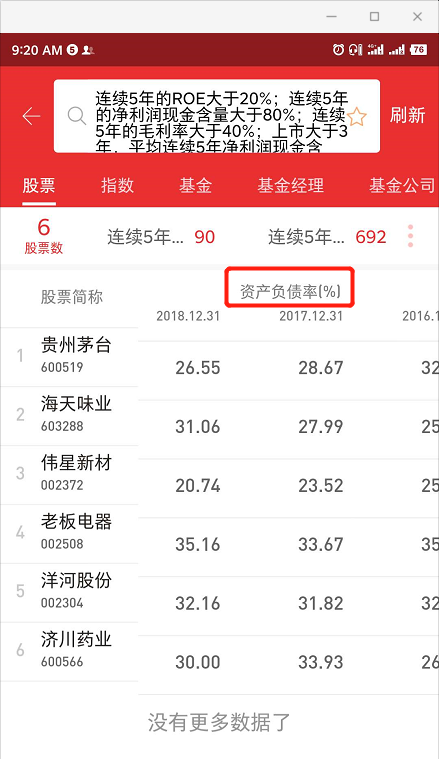 9:20 AM 5
76
连续5年的ROE大于20%；连续5年
的净利润现金含量大于80%；连续
5年的毛利率大于40%；上市大于3
年，平均连续5年净利润现金含
刷新
股票 指数 基金 基金经理 基金公司
6
股票数
连续5年... 90 连续5年... 692
股票简称
资产负债率(%)
2018.12.31 2017.12.31 2016.1
1 贵州茅台 26.55 28.67 32
600519
2 海天味业 31.06 27.99 25
603288
3 伟星新材 20.74 23.52 25
002372
4 老板电器 35.16 33.67 35
002508
5 洋河股份 32.16 31.82 32
002304
6 济川药业 30.00 33.93 26
600566
没有更多数据了